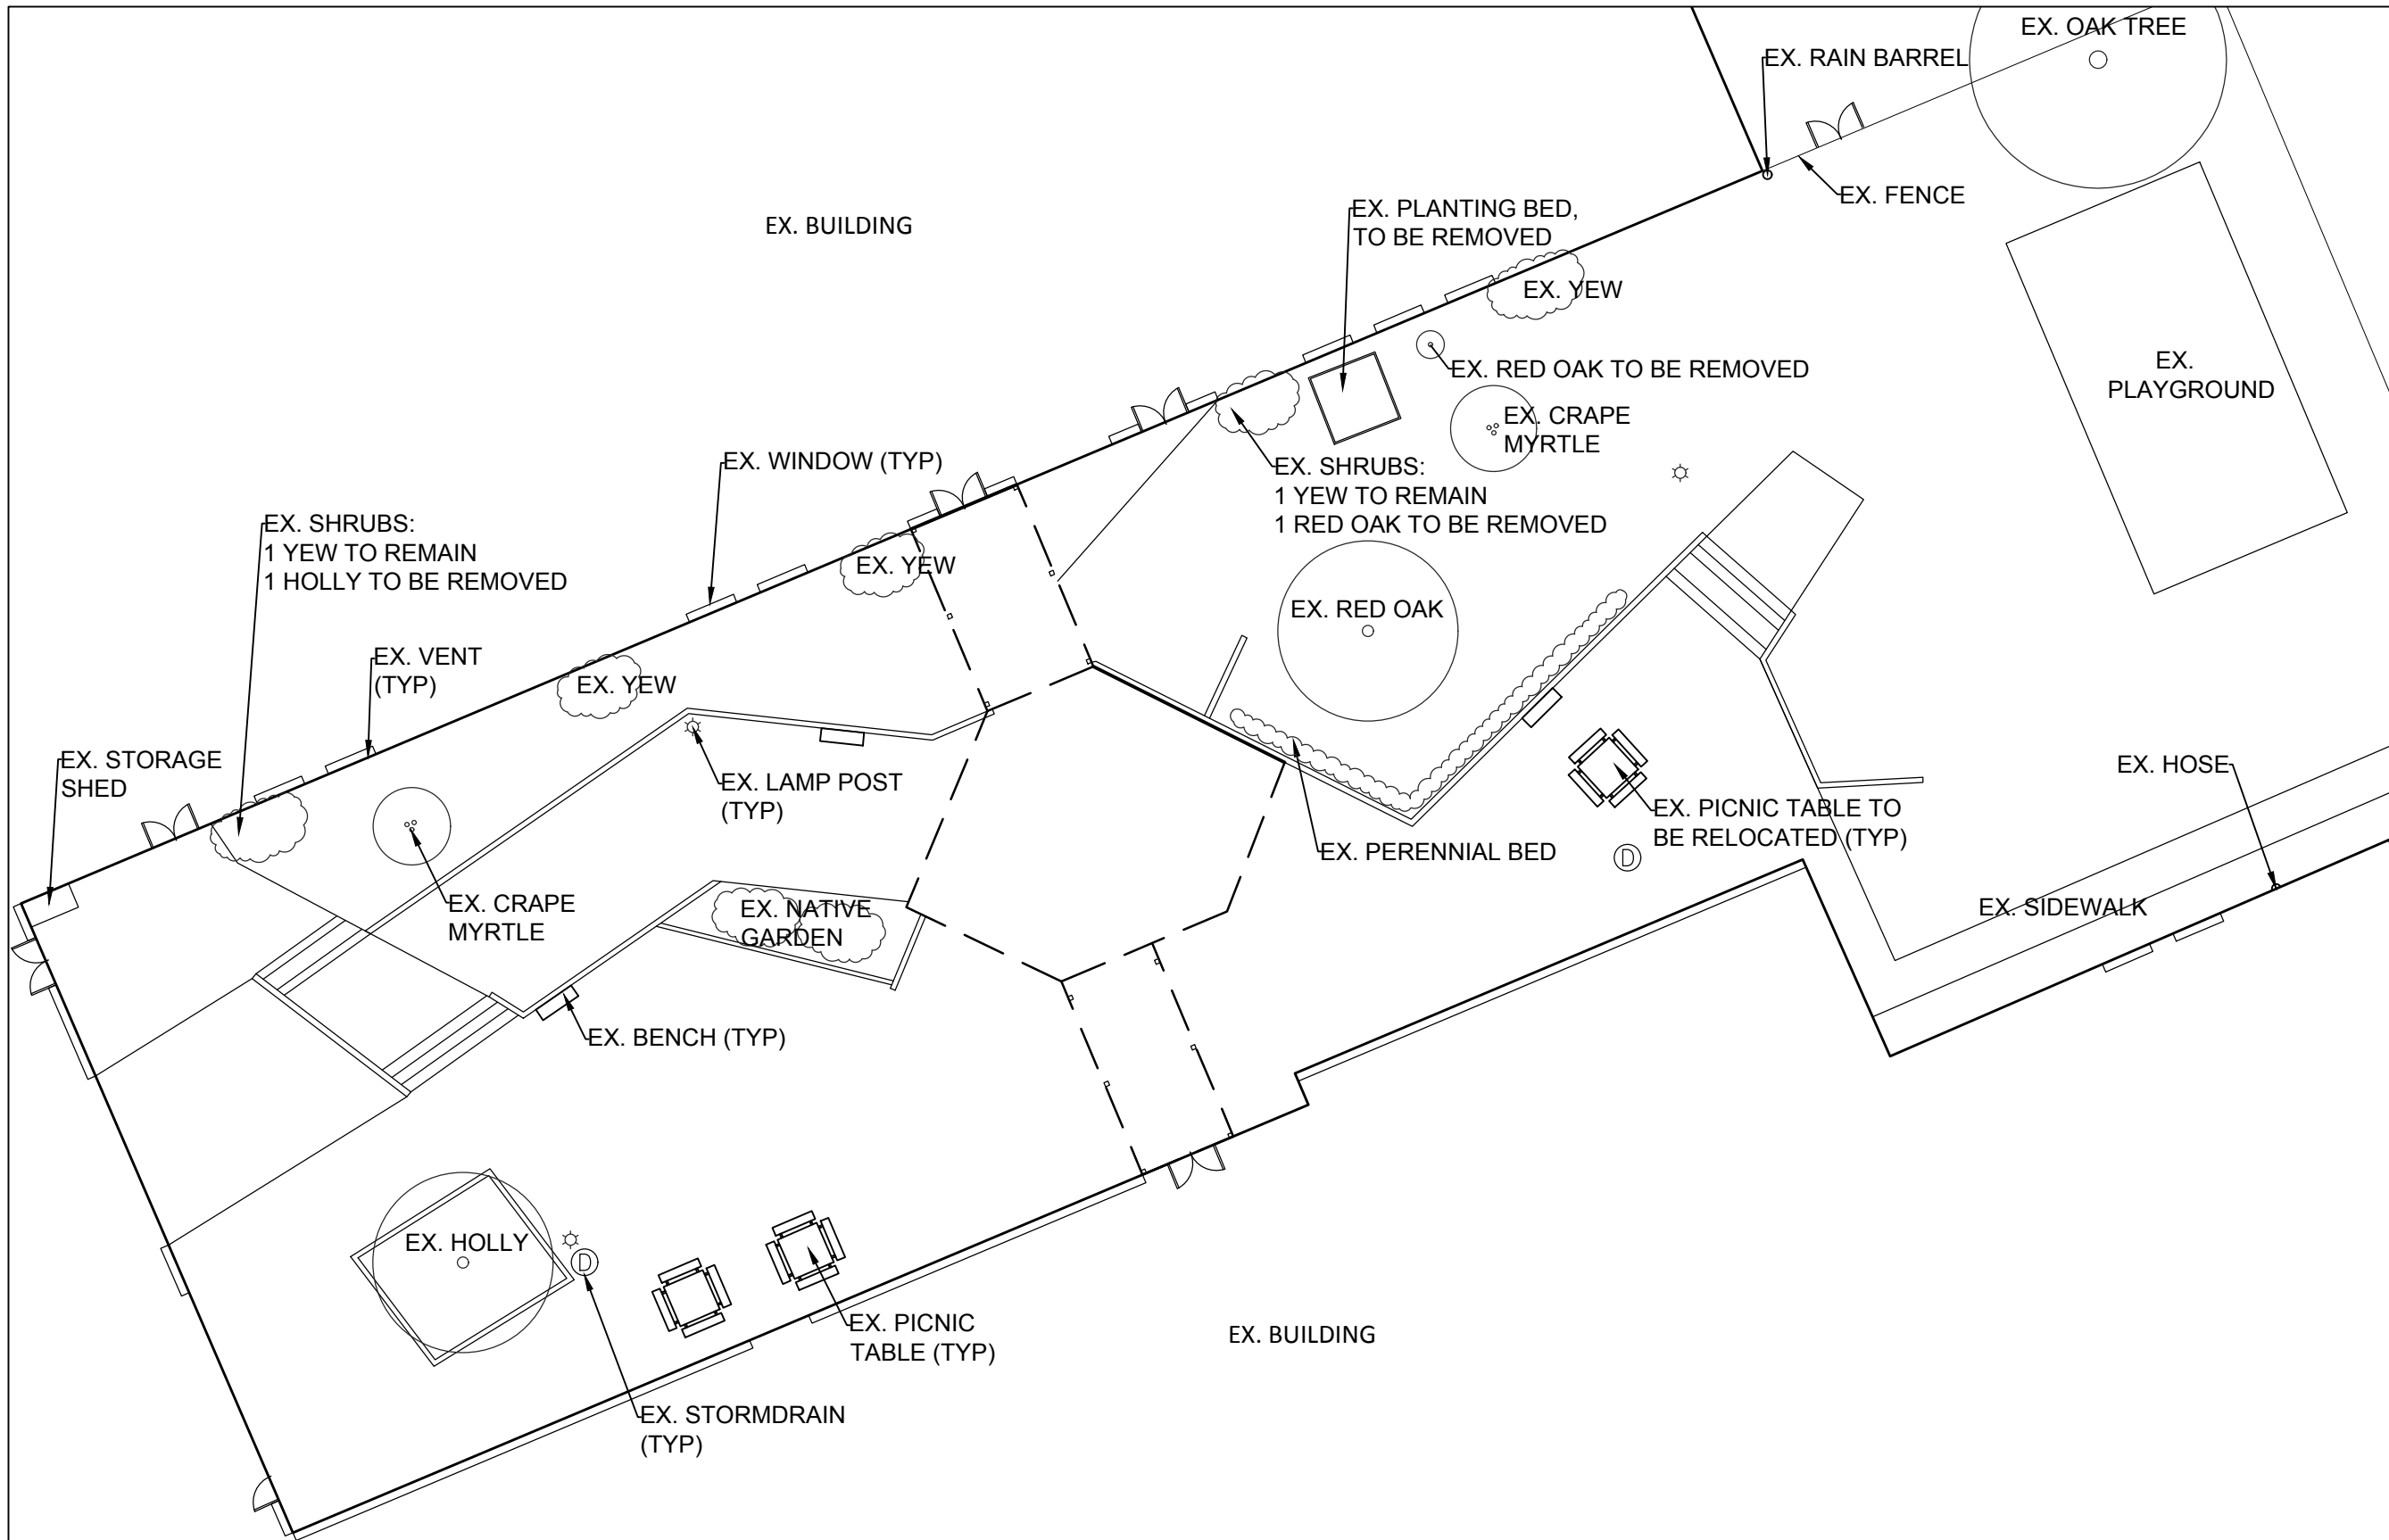 EX. OAK TREE
EX. RAIN BARREL
EX. FENCE
EX. BUILDING
EX. PLANTING BED,
TO BE REMOVED
EX. YEW
EX. RED OAK TO BE REMOVED
EX.
PLAYGROUND
EX. CRAPE
MYRTLE
EX. WINDOW (TYP)
EX. SHRUBS:
1 YEW TO REMAIN
1 RED OAK TO BE REMOVED
EX. SHRUBS:
1 YEW TO REMAIN
1 HOLLY TO BE REMOVED
EX. YEW
EX. RED OAK
EX. VENT
(TYP)
EX. YEW
EX. STORAGE
SHED
EX. LAMP POST
(TYP)
EX. HOSE
EX. PICNIC TABLE TO
BE RELOCATED (TYP)
EX. PERENNIAL BED
D
EX. CRAPE
MYRTLE
EX. NATIVE
GARDEN
EX. SIDEWALK
EX. BENCH (TYP)
EX. HOLLY
D
EX. PICNIC
TABLE (TYP)
EX. BUILDING
EX. STORMDRAIN
(TYP)